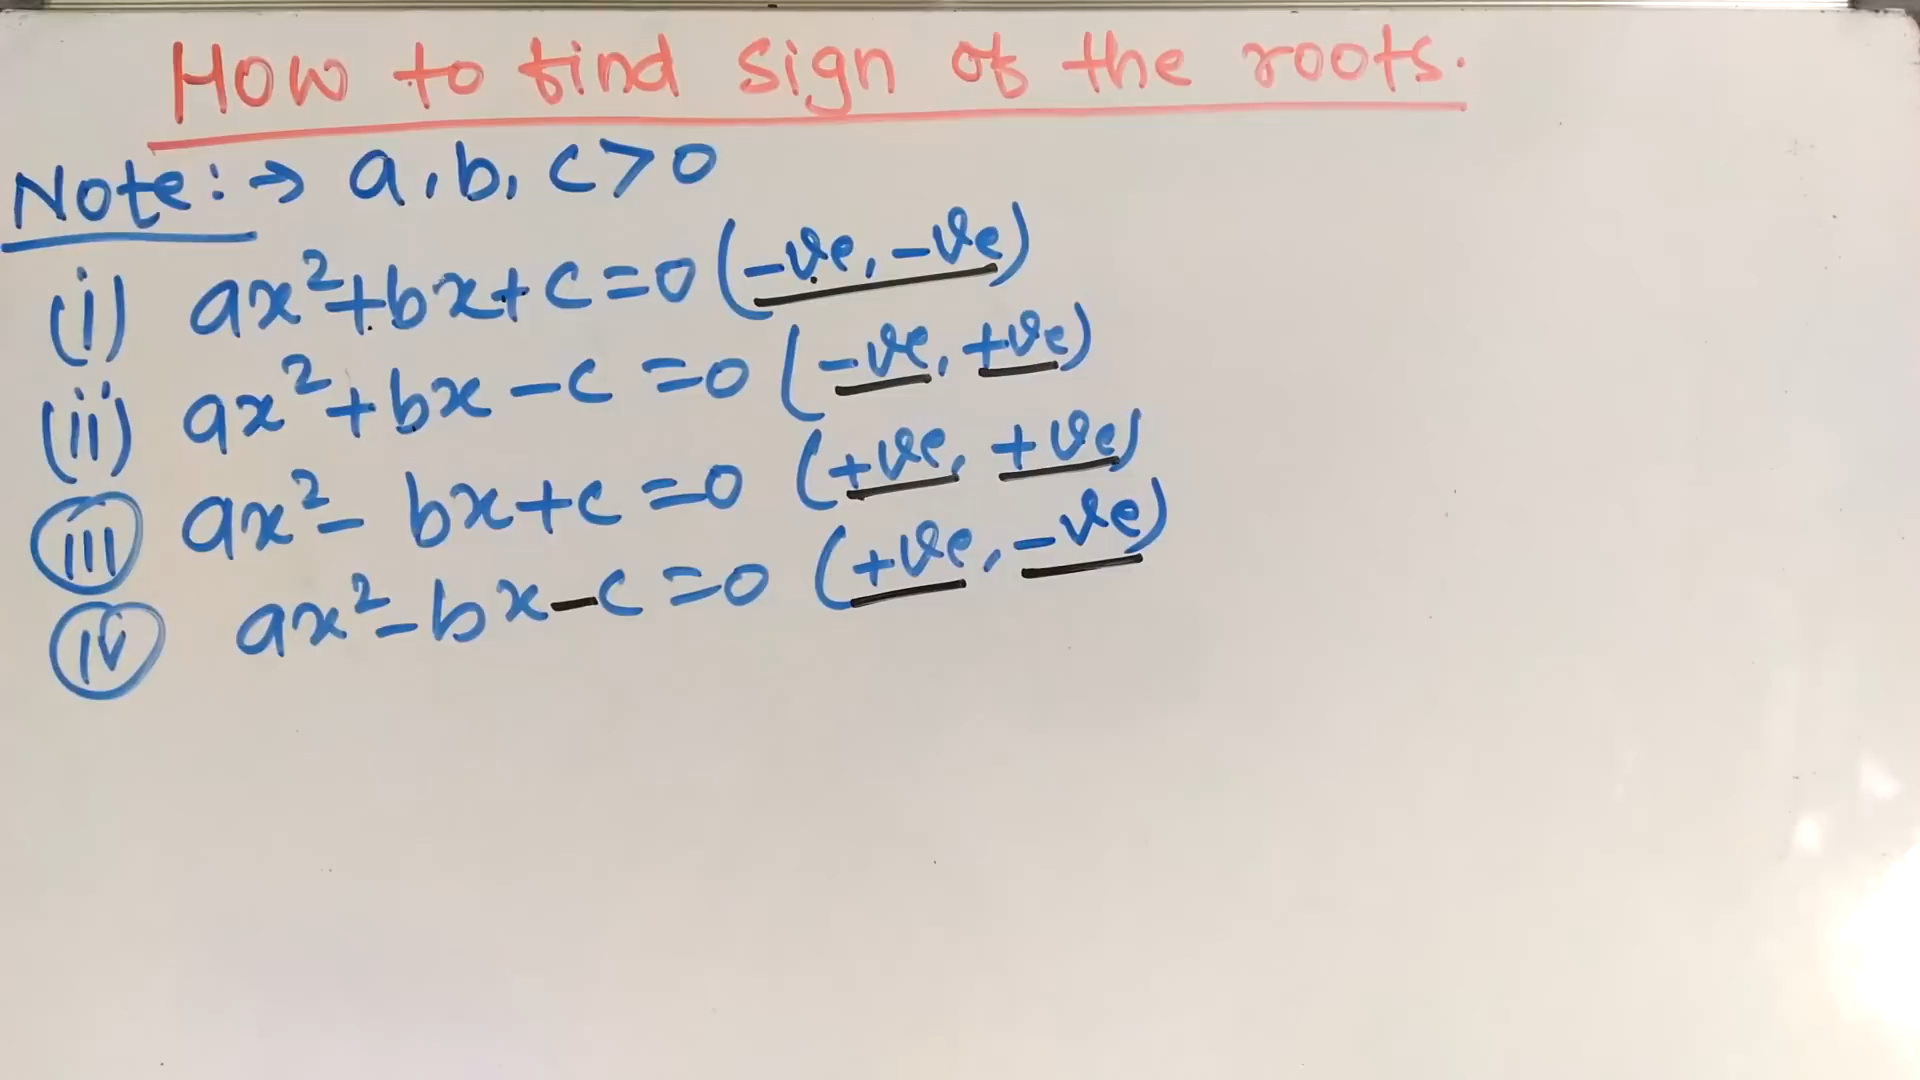 How to find sign of the roots.
Note:→ a, b, c>0
(i) ax²+bx+c=0 (-ve, -ve)
(ii) ax²+bx-c=0 (-ve, +ve)
(iii) ax²-bx+c=0 (+ve, +ve)
(iv) ax²-bx-c=0 (+ve, -ve)